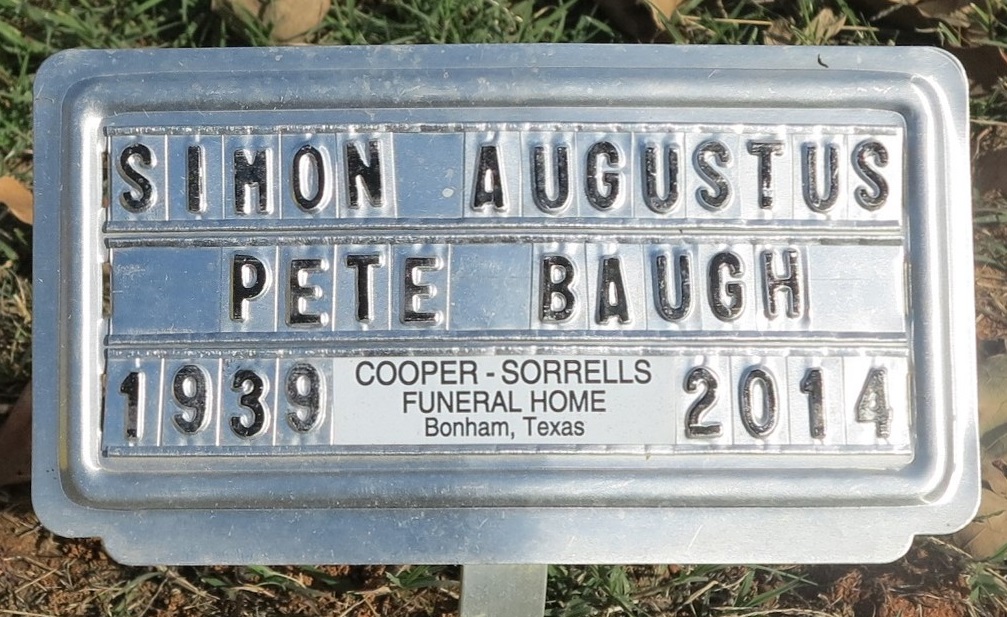 SIMON AUGUSTUS
PETE BAUGH
1939 COOPER - SORRELLS 2014
FUNERAL HOME
Bonham, Texas